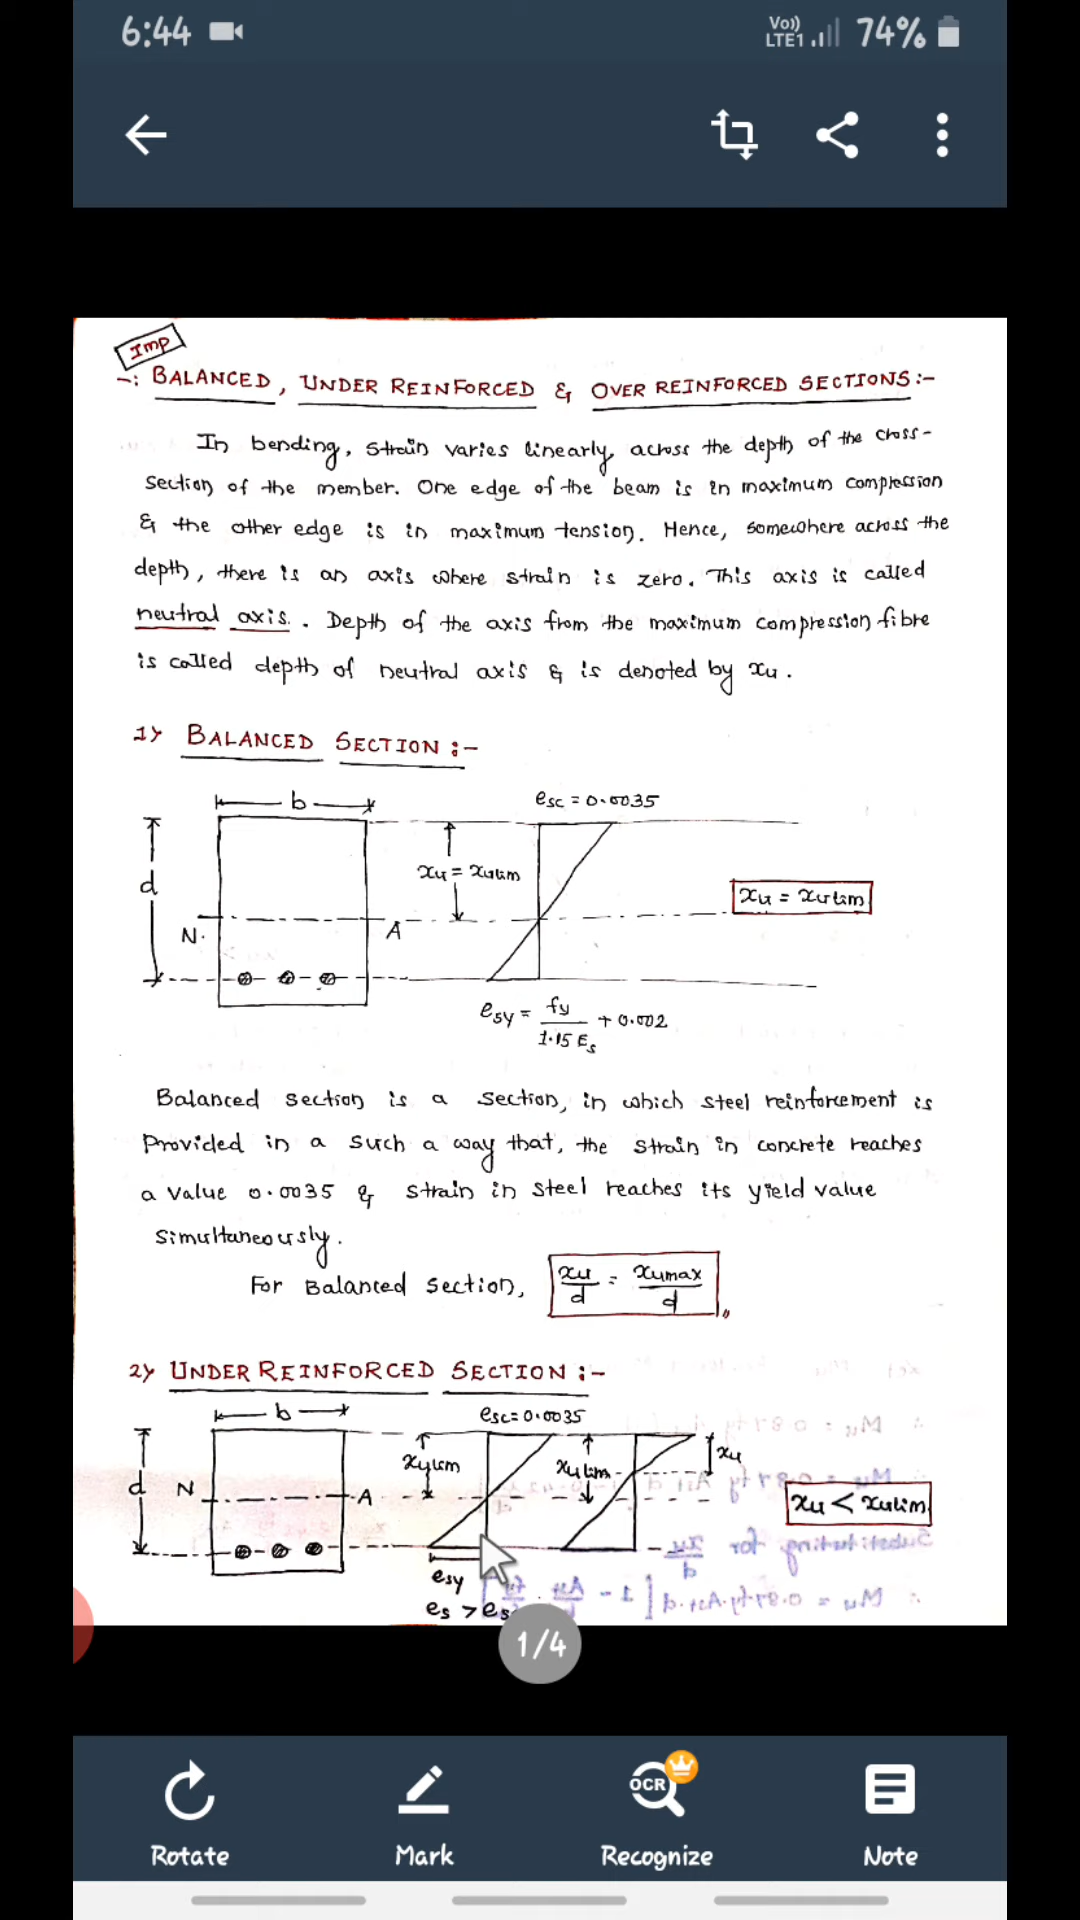 6:44
Vo))
LTE1
74%
Imp
-: BALANCED, UNDER REINFORCED & OVER REINFORCED SECTIONS :-
In bending, strain varies linearly, across the depth of the cross-
section of the member. One edge of the beam is in maximum compression
& the other edge is in maximum tension. Hence, somewhere across the
depth, there is an axis where strain is zero. This axis is called
neutral axis. . Depth of the axis from the maximum compression fibre
is called depth of neutral axis & is denoted by xu.
1) BALANCED SECTION :-
b
esc = 0.0035
d
xu = xulim
xu = xulim
N.
A
esy = fy / 1.15 Es + 0.002
Balanced section is a section, in which steel reinforcement is
provided in a such a way that, the strain in concrete reaches
a value 0.0035 & strain in steel reaches its yield value
simultaneously.
For Balanced section, xu/d = xumax/d
2) UNDER REINFORCED SECTION :-
b
esc=0.0035
d
N
A
xulim
xulim
xu
xu < xulim
esy
es > es
1/4
OCR
Rotate
Mark
Recognize
Note